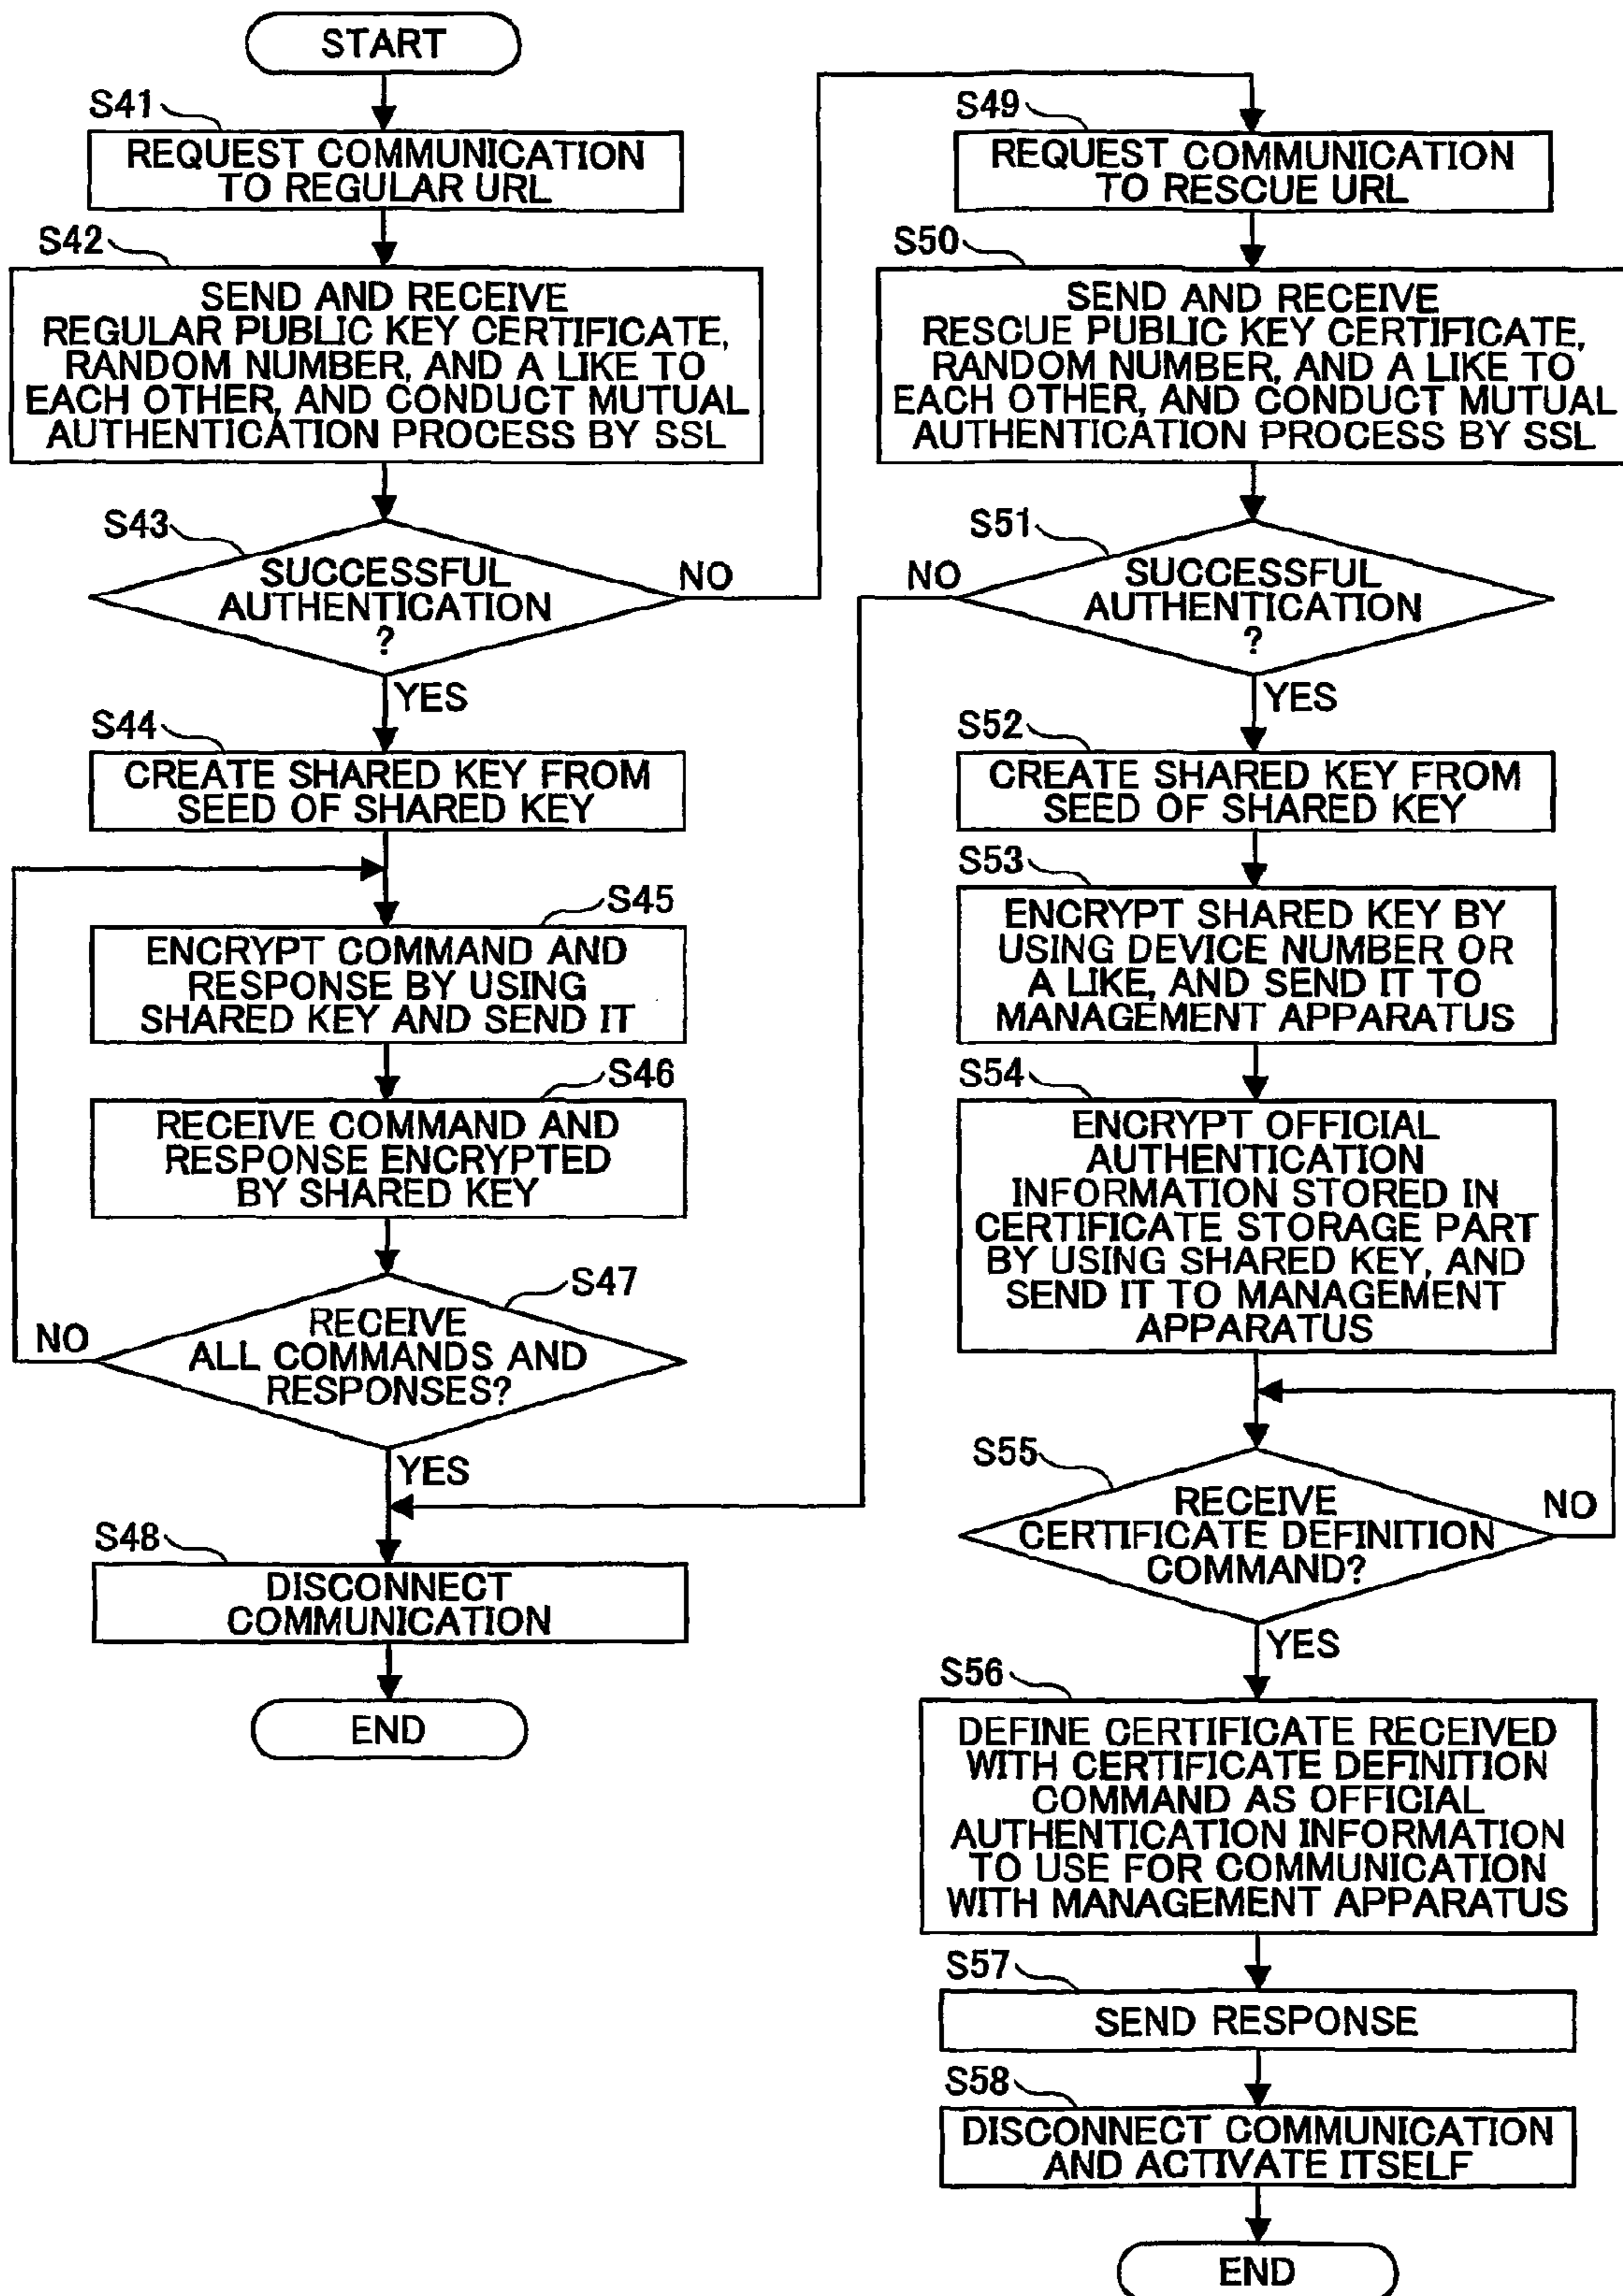 START
S41
REQUEST COMMUNICATION
TO REGULAR URL
S42
SEND AND RECEIVE
REGULAR PUBLIC KEY CERTIFICATE,
RANDOM NUMBER, AND A LIKE TO
EACH OTHER, AND CONDUCT MUTUAL
AUTHENTICATION PROCESS BY SSL
S43
SUCCESSFUL
AUTHENTICATION
?
NO
YES
S44
CREATE SHARED KEY FROM
SEED OF SHARED KEY
S45
ENCRYPT COMMAND AND
RESPONSE BY USING
SHARED KEY AND SEND IT
S46
RECEIVE COMMAND AND
RESPONSE ENCRYPTED
BY SHARED KEY
S47
RECEIVE
ALL COMMANDS AND
RESPONSES?
NO
YES
S48
DISCONNECT
COMMUNICATION
END
S49
REQUEST COMMUNICATION
TO RESCUE URL
S50
SEND AND RECEIVE
RESCUE PUBLIC KEY CERTIFICATE,
RANDOM NUMBER, AND A LIKE TO
EACH OTHER, AND CONDUCT MUTUAL
AUTHENTICATION PROCESS BY SSL
S51
SUCCESSFUL
AUTHENTICATION
?
NO
YES
S52
CREATE SHARED KEY FROM
SEED OF SHARED KEY
S53
ENCRYPT SHARED KEY BY
USING DEVICE NUMBER OR
A LIKE, AND SEND IT TO
MANAGEMENT APPARATUS
S54
ENCRYPT OFFICIAL
AUTHENTICATION
INFORMATION STORED IN
CERTIFICATE STORAGE PART
BY USING SHARED KEY, AND
SEND IT TO MANAGEMENT
APPARATUS
S55
RECEIVE
CERTIFICATE DEFINITION
COMMAND?
NO
YES
S56
DEFINE CERTIFICATE RECEIVED
WITH CERTIFICATE DEFINITION
COMMAND AS OFFICIAL
AUTHENTICATION INFORMATION
TO USE FOR COMMUNICATION
WITH MANAGEMENT APPARATUS
S57
SEND RESPONSE
S58
DISCONNECT COMMUNICATION
AND ACTIVATE ITSELF
END